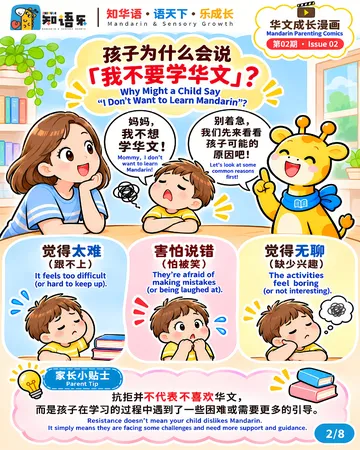 知语乐
知华语·语天下·乐成长
Mandarin & Sensory Growth
华文成长漫画
Mandarin Parenting Comics
第02期 · Issue 02
孩子为什么会说
「我不要学华文」？
Why Might a Child Say
“I Don't Want to Learn Mandarin”?
妈妈，
我不想
学华文！
Mommy, I don't
want to learn
Mandarin!
别着急，
我们先来看看
孩子可能的
原因吧！
Let's look at some
common reasons
first!
觉得太难
（跟不上）
It feels too difficult
(or hard to keep up).
害怕说错
（怕被笑）
They're afraid of
making mistakes
(or being laughed at).
觉得无聊
（缺少兴趣）
The activities
feel boring
(or not interesting).
家长小贴士
Parent Tip
抗拒并不代表不喜欢华文，
而是孩子在学习的过程中遇到了一些困难或需要更多的引导。
Resistance doesn't mean your child dislikes Mandarin.
It simply means they are facing some challenges and need more support and guidance.
2/8